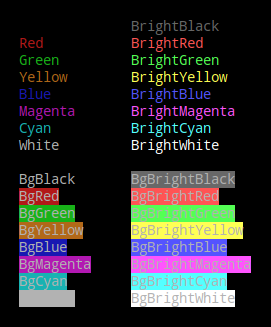 BrightBlack
Red BrightRed
Green BrightGreen
Yellow BrightYellow
Blue BrightBlue
Magenta BrightMagenta
Cyan BrightCyan
White BrightWhite
BgBlack BgBrightBlack
BgRed BgBrightRed
BgGreen BgBrightGreen
BgYellow BgBrightYellow
BgBlue BgBrightBlue
BgMagenta BgBrightMagenta
BgCyan BgBrightCyan
BgBrightWhite